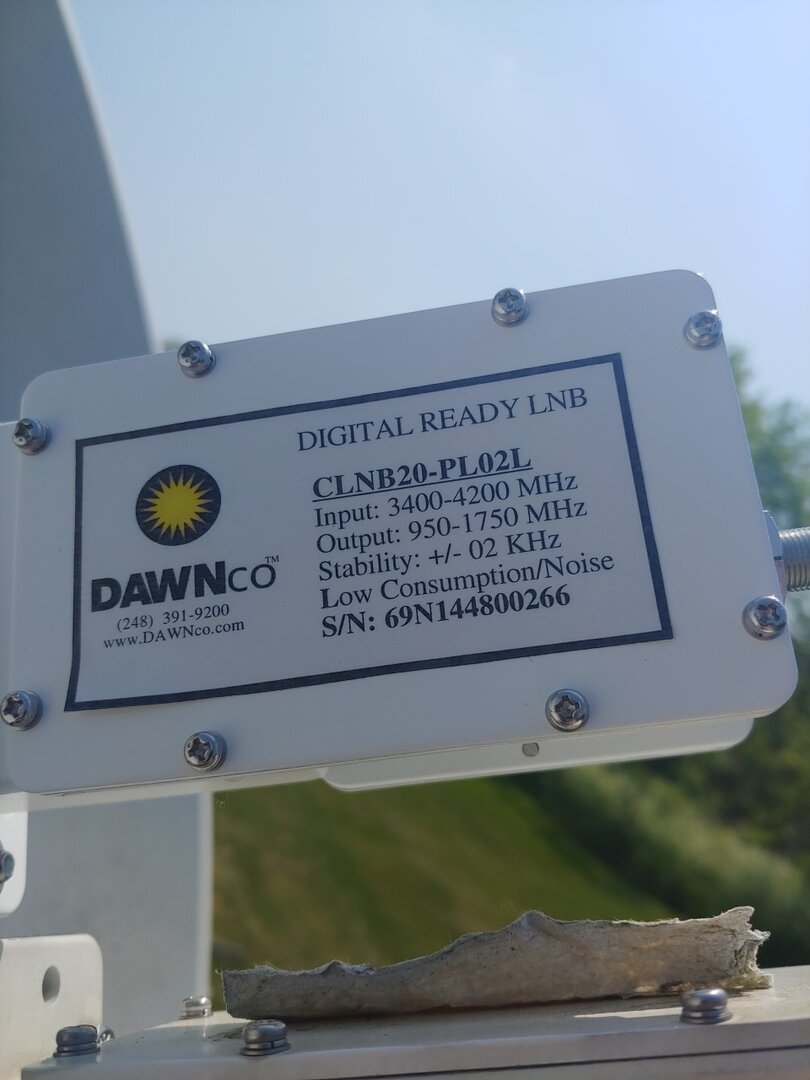 DIGITAL READY LNB
CLNB20-PL02L
Input: 3400-4200 MHz
Output: 950-1750 MHz
Stability: +/- 02 KHz
Low Consumption/Noise
S/N: 69N144800266
DAWNco™
(248) 391-9200
www.DAWNco.com